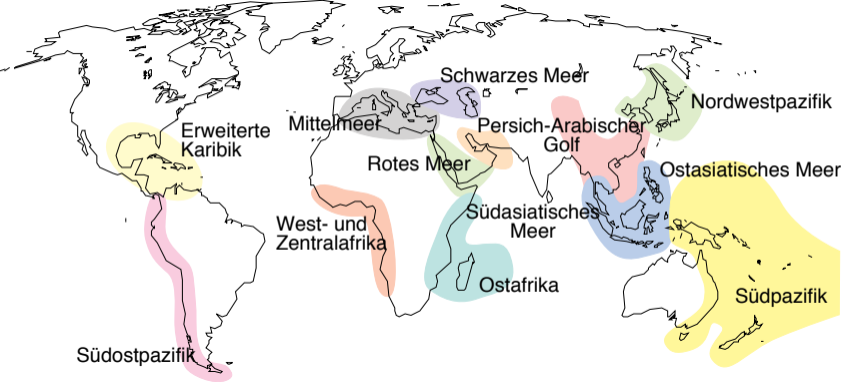 Schwarzes Meer
Nordwestpazifik
Mittelmeer
Persich-Arabischer
Golf
Erweiterte
Karibik
Rotes Meer
Ostasiatisches Meer
Südasiatisches
Meer
West- und
Zentralafrika
Ostafrika
Südpazifik
Südostpazifik